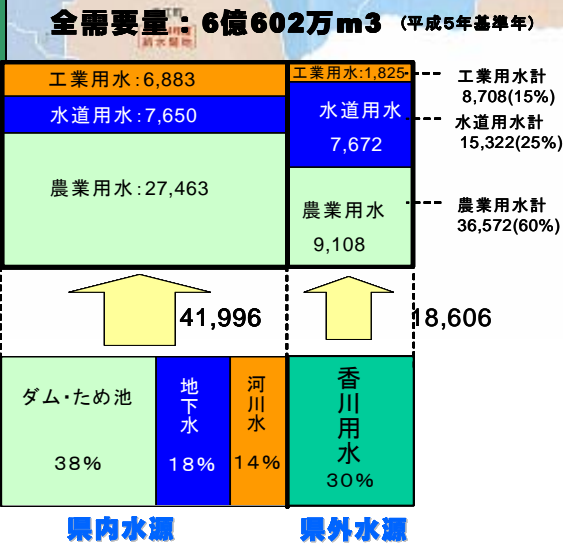 全需要量：6億602万m3 （平成5年基準年）
工業用水:6,883
水道用水:7,650
農業用水:27,463
工業用水:1,825
水道用水
7,672
農業用水
9,108
工業用水計
8,708(15%)
水道用水計
15,322(25%)
農業用水計
36,572(60%)
41,996
18,606
ダム・ため池
38%
地下水
18%
河川水
14%
香川用水
30%
県内水源
県外水源